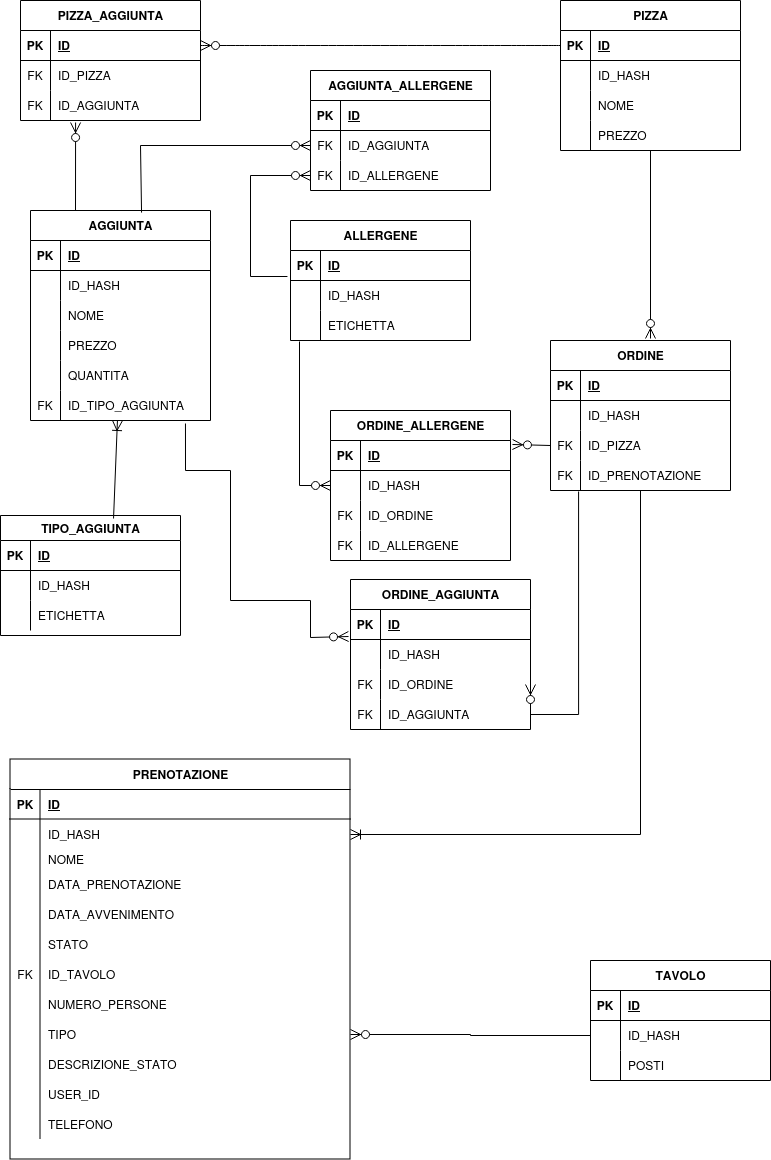 PIZZA_AGGIUNTA
PK ID
FK ID_PIZZA
FK ID_AGGIUNTA
PIZZA
PK ID
ID_HASH
NOME
PREZZO
AGGIUNTA_ALLERGENE
PK ID
FK ID_AGGIUNTA
FK ID_ALLERGENE
AGGIUNTA
PK ID
ID_HASH
NOME
PREZZO
QUANTITA
FK ID_TIPO_AGGIUNTA
ALLERGENE
PK ID
ID_HASH
ETICHETTA
ORDINE
PK ID
ID_HASH
FK ID_PIZZA
FK ID_PRENOTAZIONE
ORDINE_ALLERGENE
PK ID
ID_HASH
FK ID_ORDINE
FK ID_ALLERGENE
TIPO_AGGIUNTA
PK ID
ID_HASH
ETICHETTA
ORDINE_AGGIUNTA
PK ID
ID_HASH
FK ID_ORDINE
FK ID_AGGIUNTA
PRENOTAZIONE
PK ID
ID_HASH
NOME
DATA_PRENOTAZIONE
DATA_AVVENIMENTO
STATO
FK ID_TAVOLO
NUMERO_PERSONE
TIPO
DESCRIZIONE_STATO
USER_ID
TELEFONO
TAVOLO
PK ID
ID_HASH
POSTI